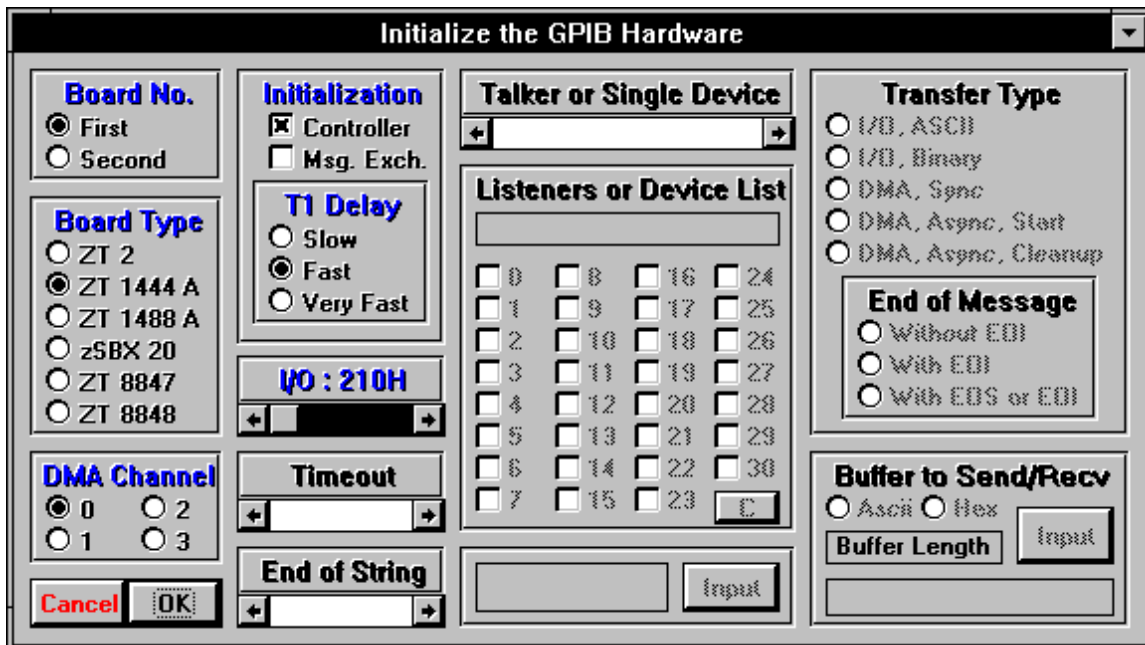 Initialize the GPIB Hardware
Board No.
First
Second
Board Type
ZT 2
ZT 1444 A
ZT 1488 A
zSBX 20
ZT 8847
ZT 8848
DMA Channel
0 2
1 3
Cancel OK
Initialization
Controller
Msg. Exch.
T1 Delay
Slow
Fast
Very Fast
I/O : 210H
Timeout
End of String
Talker or Single Device
Listeners or Device List
0 8 16 24
1 9 17 25
2 10 18 26
3 11 19 27
4 12 20 28
5 13 21 29
6 14 22 30
7 15 23 C
Input
Transfer Type
I/O, ASCII
I/O, Binary
DMA, Sync
DMA, Async, Start
DMA, Async, Cleanup
End of Message
Without EOI
With EOI
With EOS or EOI
Buffer to Send/Recv
Ascii Hex
Buffer Length
Input